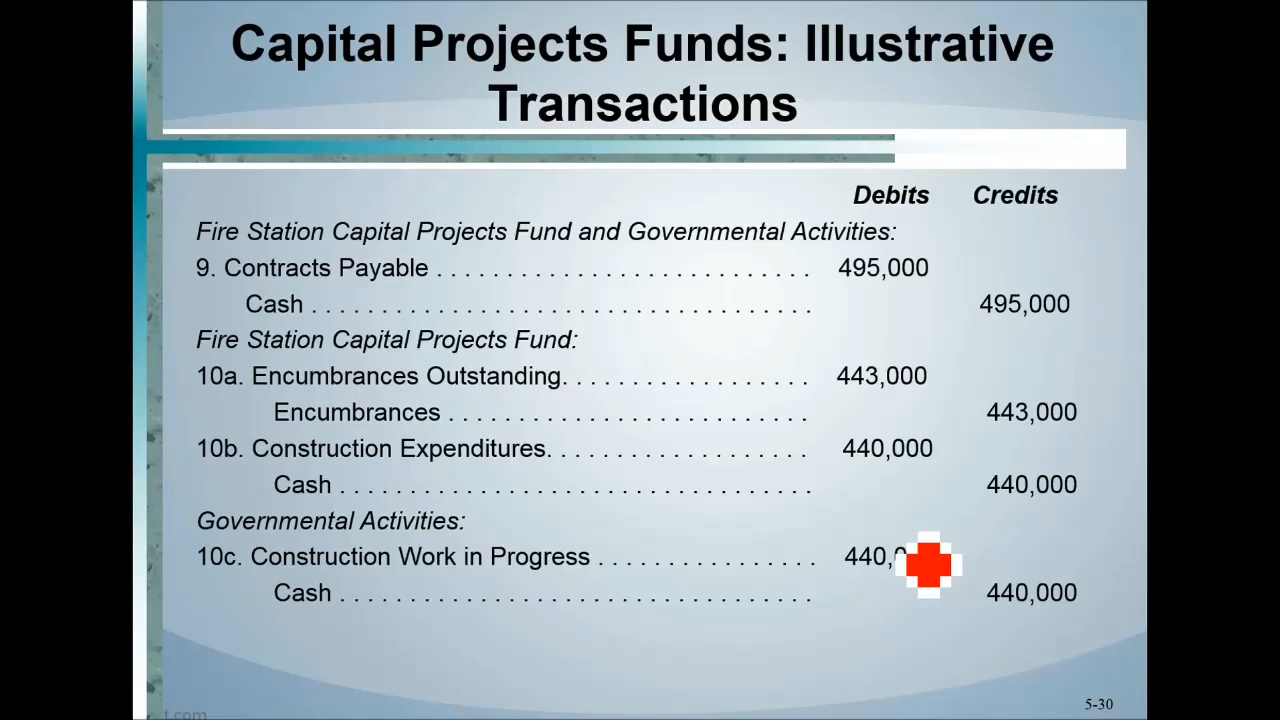 Capital Projects Funds: Illustrative
Transactions
Debits Credits
Fire Station Capital Projects Fund and Governmental Activities:
9. Contracts Payable . . . . . . . . . . . . . . . . . . . . . . . . . . . 495,000
Cash . . . . . . . . . . . . . . . . . . . . . . . . . . . . . . . . . . . . 495,000
Fire Station Capital Projects Fund:
10a. Encumbrances Outstanding. . . . . . . . . . . . . . . . . . 443,000
Encumbrances . . . . . . . . . . . . . . . . . . . . . . . . . . 443,000
10b. Construction Expenditures. . . . . . . . . . . . . . . . . . . 440,000
Cash . . . . . . . . . . . . . . . . . . . . . . . . . . . . . . . . . . 440,000
Governmental Activities:
10c. Construction Work in Progress . . . . . . . . . . . . . . . . 440,
Cash . . . . . . . . . . . . . . . . . . . . . . . . . . . . . . . . . . 440,000
5-30
t.com